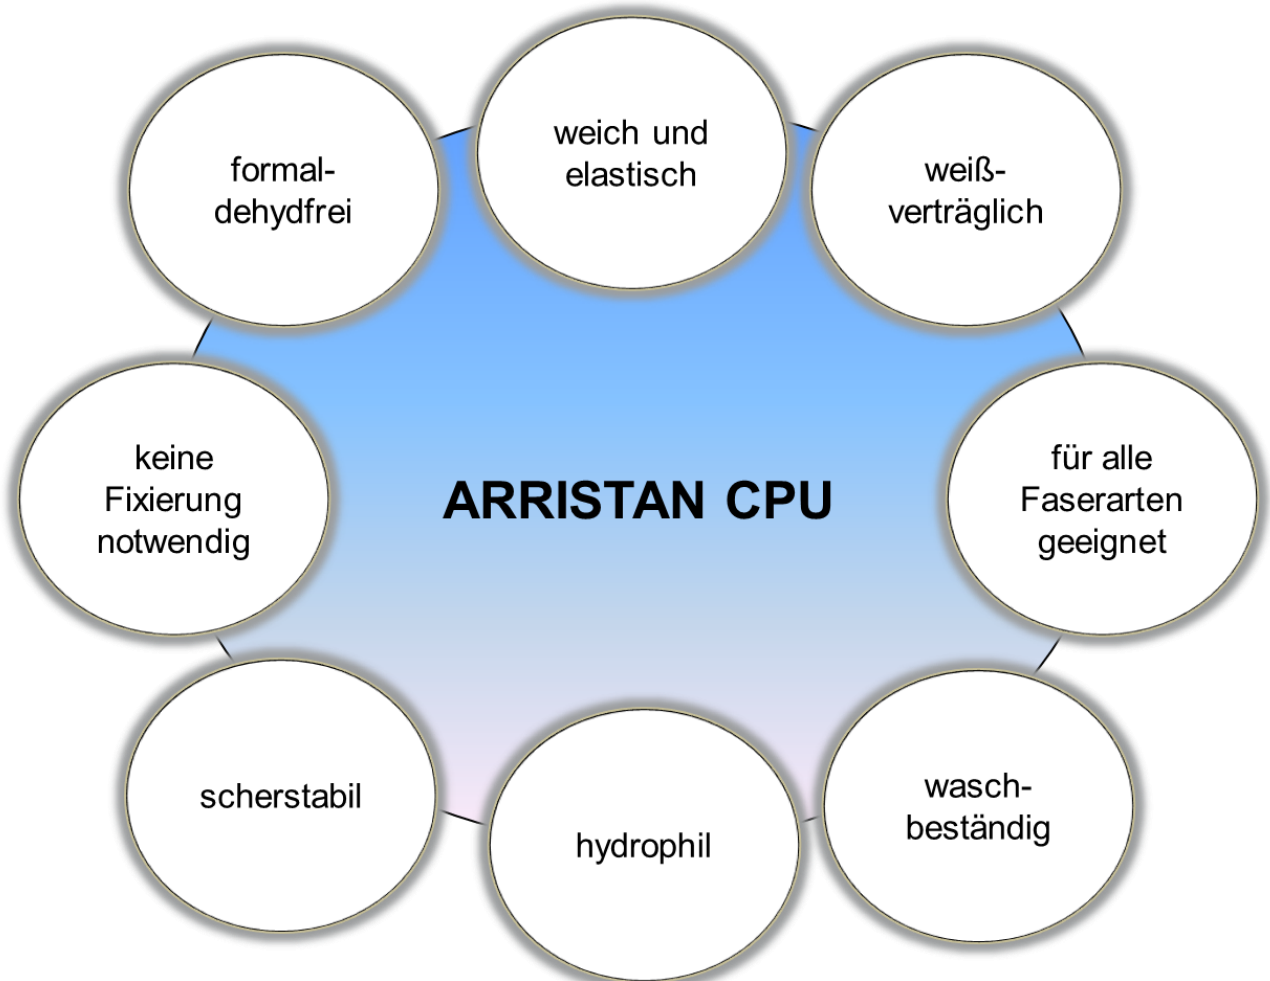 weich und
elastisch
formal-
dehydfrei
weiß-
verträglich
keine
Fixierung
notwendig
ARRISTAN CPU
für alle
Faserarten
geeignet
scherstabil
hydrophil
wasch-
beständig